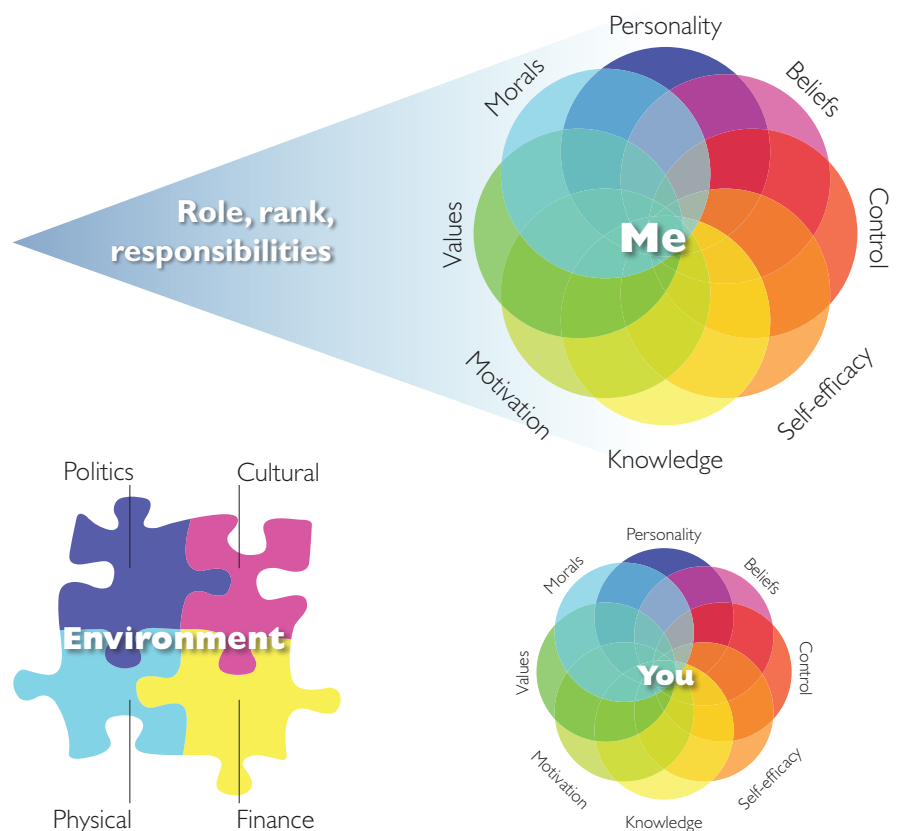 Personality
Morals
Beliefs
Role, rank,
responsibilities
Values
Me
Control
Motivation
Self-efficacy
Knowledge
Politics
Cultural
Environment
Physical
Finance
Personality
Morals
Beliefs
Values
You
Control
Motivation
Self-efficacy
Knowledge